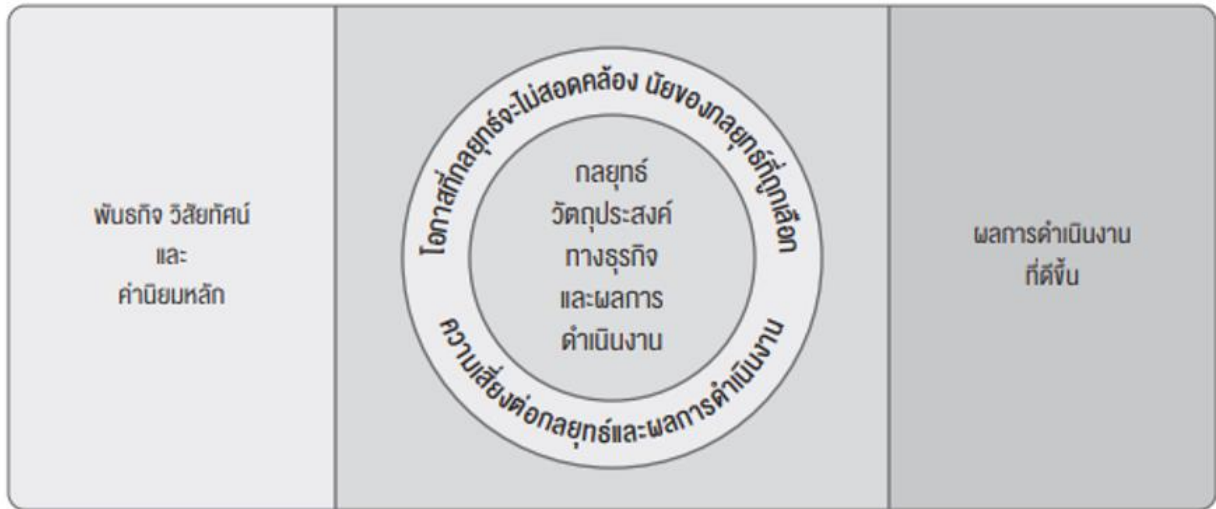 พันธกิจ วิสัยทัศน์
และ
ค่านิยมหลัก
โอกาสที่กลยุทธ์จะไม่สอดคล้อง นัยของกลยุทธ์ที่ถูกเลือก
กลยุทธ์
วัตถุประสงค์
ทางธุรกิจ
และผลการ
ดำเนินงาน
ความเสี่ยงต่อกลยุทธ์และผลการดำเนินงาน
ผลการดำเนินงาน
ที่ดีขึ้น